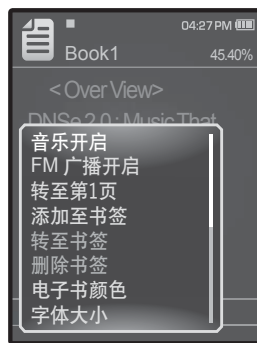 04:27 PM
Book1
45.40%
<Over View>
DNSe 2.0 : Music That
音乐开启
FM 广播开启
转至第1页
添加至书签
转至书签
删除书签
电子书颜色
字体大小